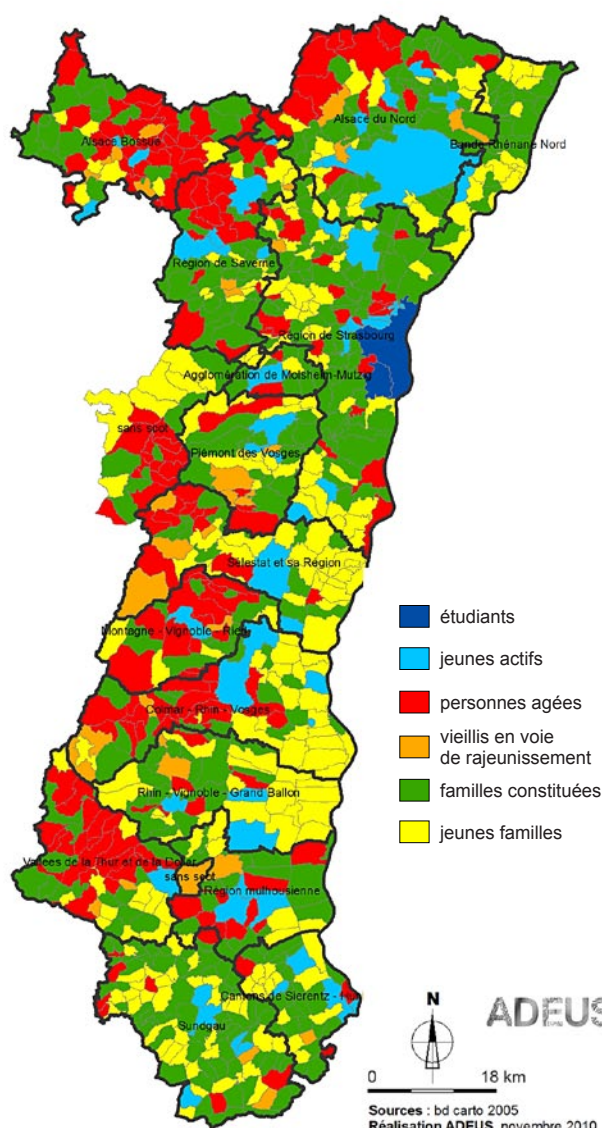 Alsace du Nord
Alsace Bossue
Bande Rhénane Nord
Région de Saverne
Région de Strasbourg
Agglomération de Molsheim-Mutzig
sans scot
Piémont des Vosges
Sélestat et sa Région
Montagne - Vignoble - Ried
Colmar - Rhin - Vosges
Rhin - Vignoble - Grand Ballon
Vallées de la Thur et de la Doller
sans scot
Région mulhousienne
Cantons de Sierentz -
Sundgau
étudiants
jeunes actifs
personnes agées
vieillis en voie
de rajeunissement
familles constituées
jeunes familles
N
ADEUS
0 18 km
Sources : bd carto 2005
Réalisation ADEUS, novembre 2010